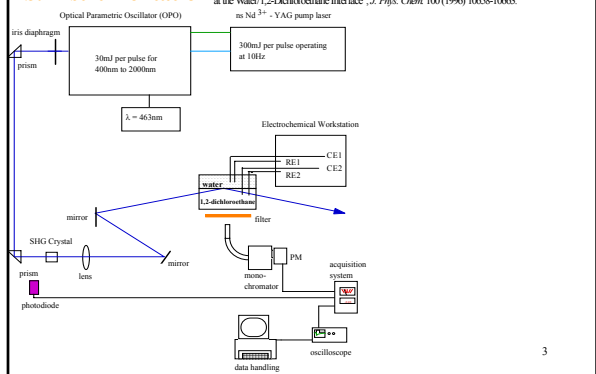 at the Water/1,2-Dichloroethane Interface", J. Phys. Chem. 100 (1996) 10658-10663.
Optical Parametric Oscillator (OPO)
ns Nd 3+ - YAG pump laser
iris diaphragm
prism
30mJ per pulse for
400nm to 2000nm
300mJ per pulse operating
at 10Hz
λ = 463nm
Electrochemical Workstation
CE1
RE1
CE2
RE2
water
1,2-dichloroethane
filter
mirror
SHG Crystal
prism
lens
mirror
PM
mono-
chromator
acquisition
system
photodiode
oscilloscope
data handling
3